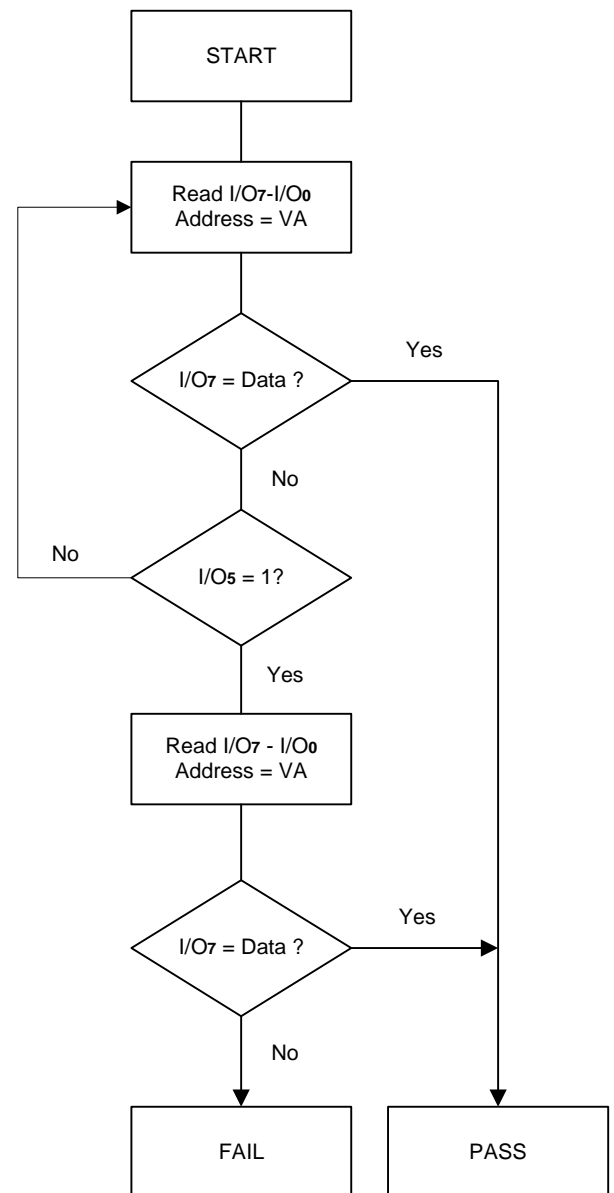 START
Read I/O7-I/O0
Address = VA
Yes
I/O7 = Data ?
No
No
I/O5 = 1?
Yes
Read I/O7 - I/O0
Address = VA
Yes
I/O7 = Data ?
No
FAIL
PASS